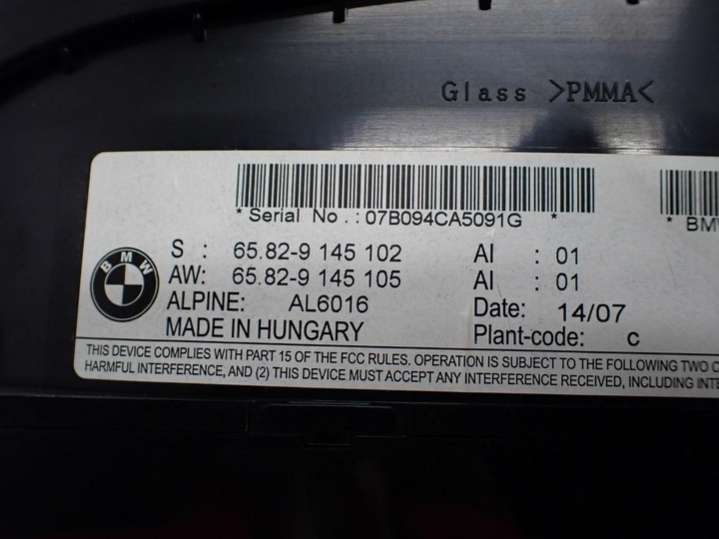 Glass >PMMA<
* Serial No . : 07B094CA5091G *
* BMW
BMW
S : 65.82-9 145 102 AI : 01
AW: 65.82-9 145 105 AI : 01
ALPINE: AL6016 Date: 14/07
MADE IN HUNGARY Plant-code: c
THIS DEVICE COMPLIES WITH PART 15 OF THE FCC RULES. OPERATION IS SUBJECT TO THE FOLLOWING TWO
HARMFUL INTERFERENCE, AND (2) THIS DEVICE MUST ACCEPT ANY INTERFERENCE RECEIVED, INCLUDING